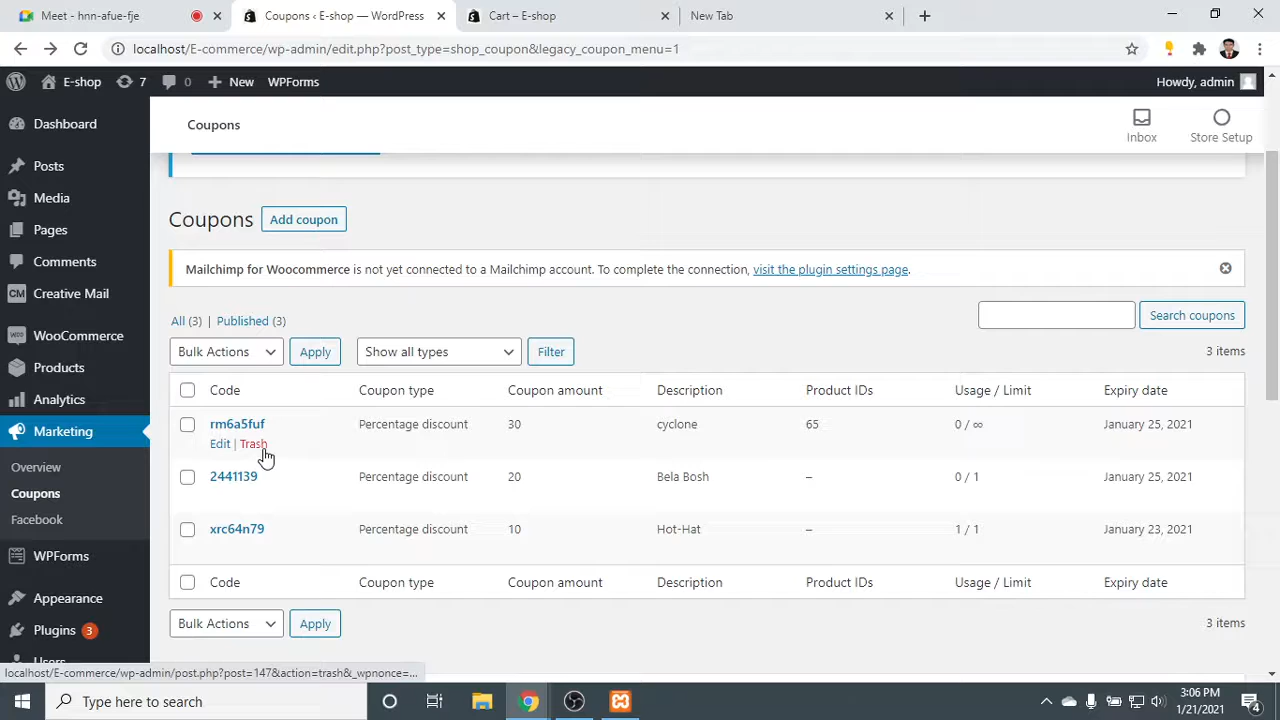 Meet - hnn-afue-fje
Coupons ‹ E-shop — WordPress
Cart – E-shop
New Tab
localhost/E-commerce/wp-admin/edit.php?post_type=shop_coupon&legacy_coupon_menu=1
E-shop 7 0 New WPForms Howdy, admin
Dashboard
Posts
Media
Pages
Comments
CM Creative Mail
WooCommerce
Products
Analytics
Marketing
Overview
Coupons
Facebook
WPForms
Appearance
Plugins 3
Users
Coupons
Inbox
Store Setup
Coupons Add coupon
Mailchimp for Woocommerce is not yet connected to a Mailchimp account. To complete the connection, visit the plugin settings page.
All (3) | Published (3)
Search coupons
Bulk Actions Apply Show all types Filter 3 items
Code Coupon type Coupon amount Description Product IDs Usage / Limit Expiry date
rm6a5fuf Percentage discount 30 cyclone 65 0 / ∞ January 25, 2021
Edit | Trash
2441139 Percentage discount 20 Bela Bosh – 0 / 1 January 25, 2021
xrc64n79 Percentage discount 10 Hot-Hat – 1 / 1 January 23, 2021
Code Coupon type Coupon amount Description Product IDs Usage / Limit Expiry date
Bulk Actions Apply 3 items
localhost/E-commerce/wp-admin/post.php?post=147&action=trash&_wpnonce=...
Type here to search
3:06 PM
1/21/2021
4